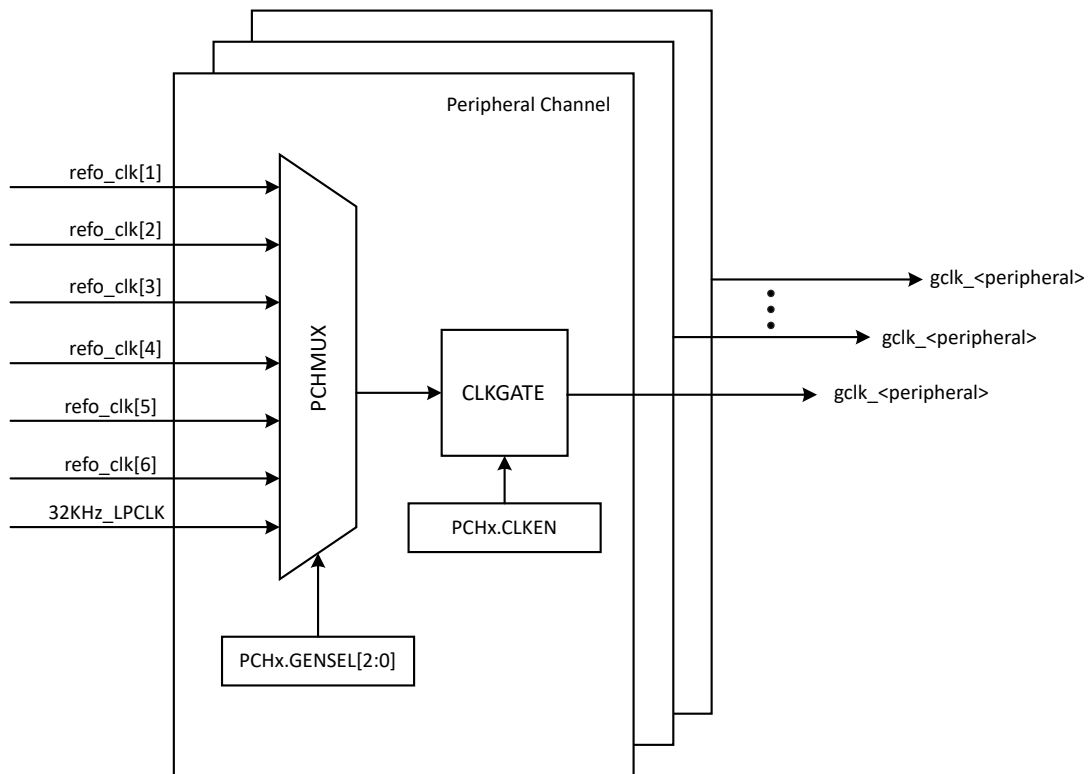 Peripheral Channel
refo_clk[1]
refo_clk[2]
refo_clk[3]
refo_clk[4]
refo_clk[5]
refo_clk[6]
32KHz_LPCLK
PCHMUX
CLKGATE
PCHx.CLKEN
PCHx.GENSEL[2:0]
gclk_<peripheral>
gclk_<peripheral>
gclk_<peripheral>